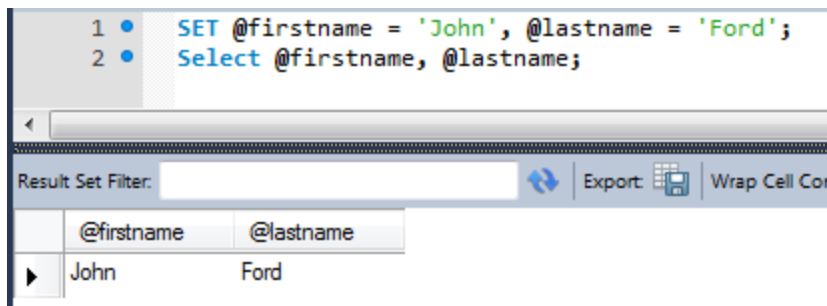 1 SET @firstname = 'John', @lastname = 'Ford';
2 Select @firstname, @lastname;
Result Set Filter: Export: Wrap Cell Con
@firstname @lastname
John Ford